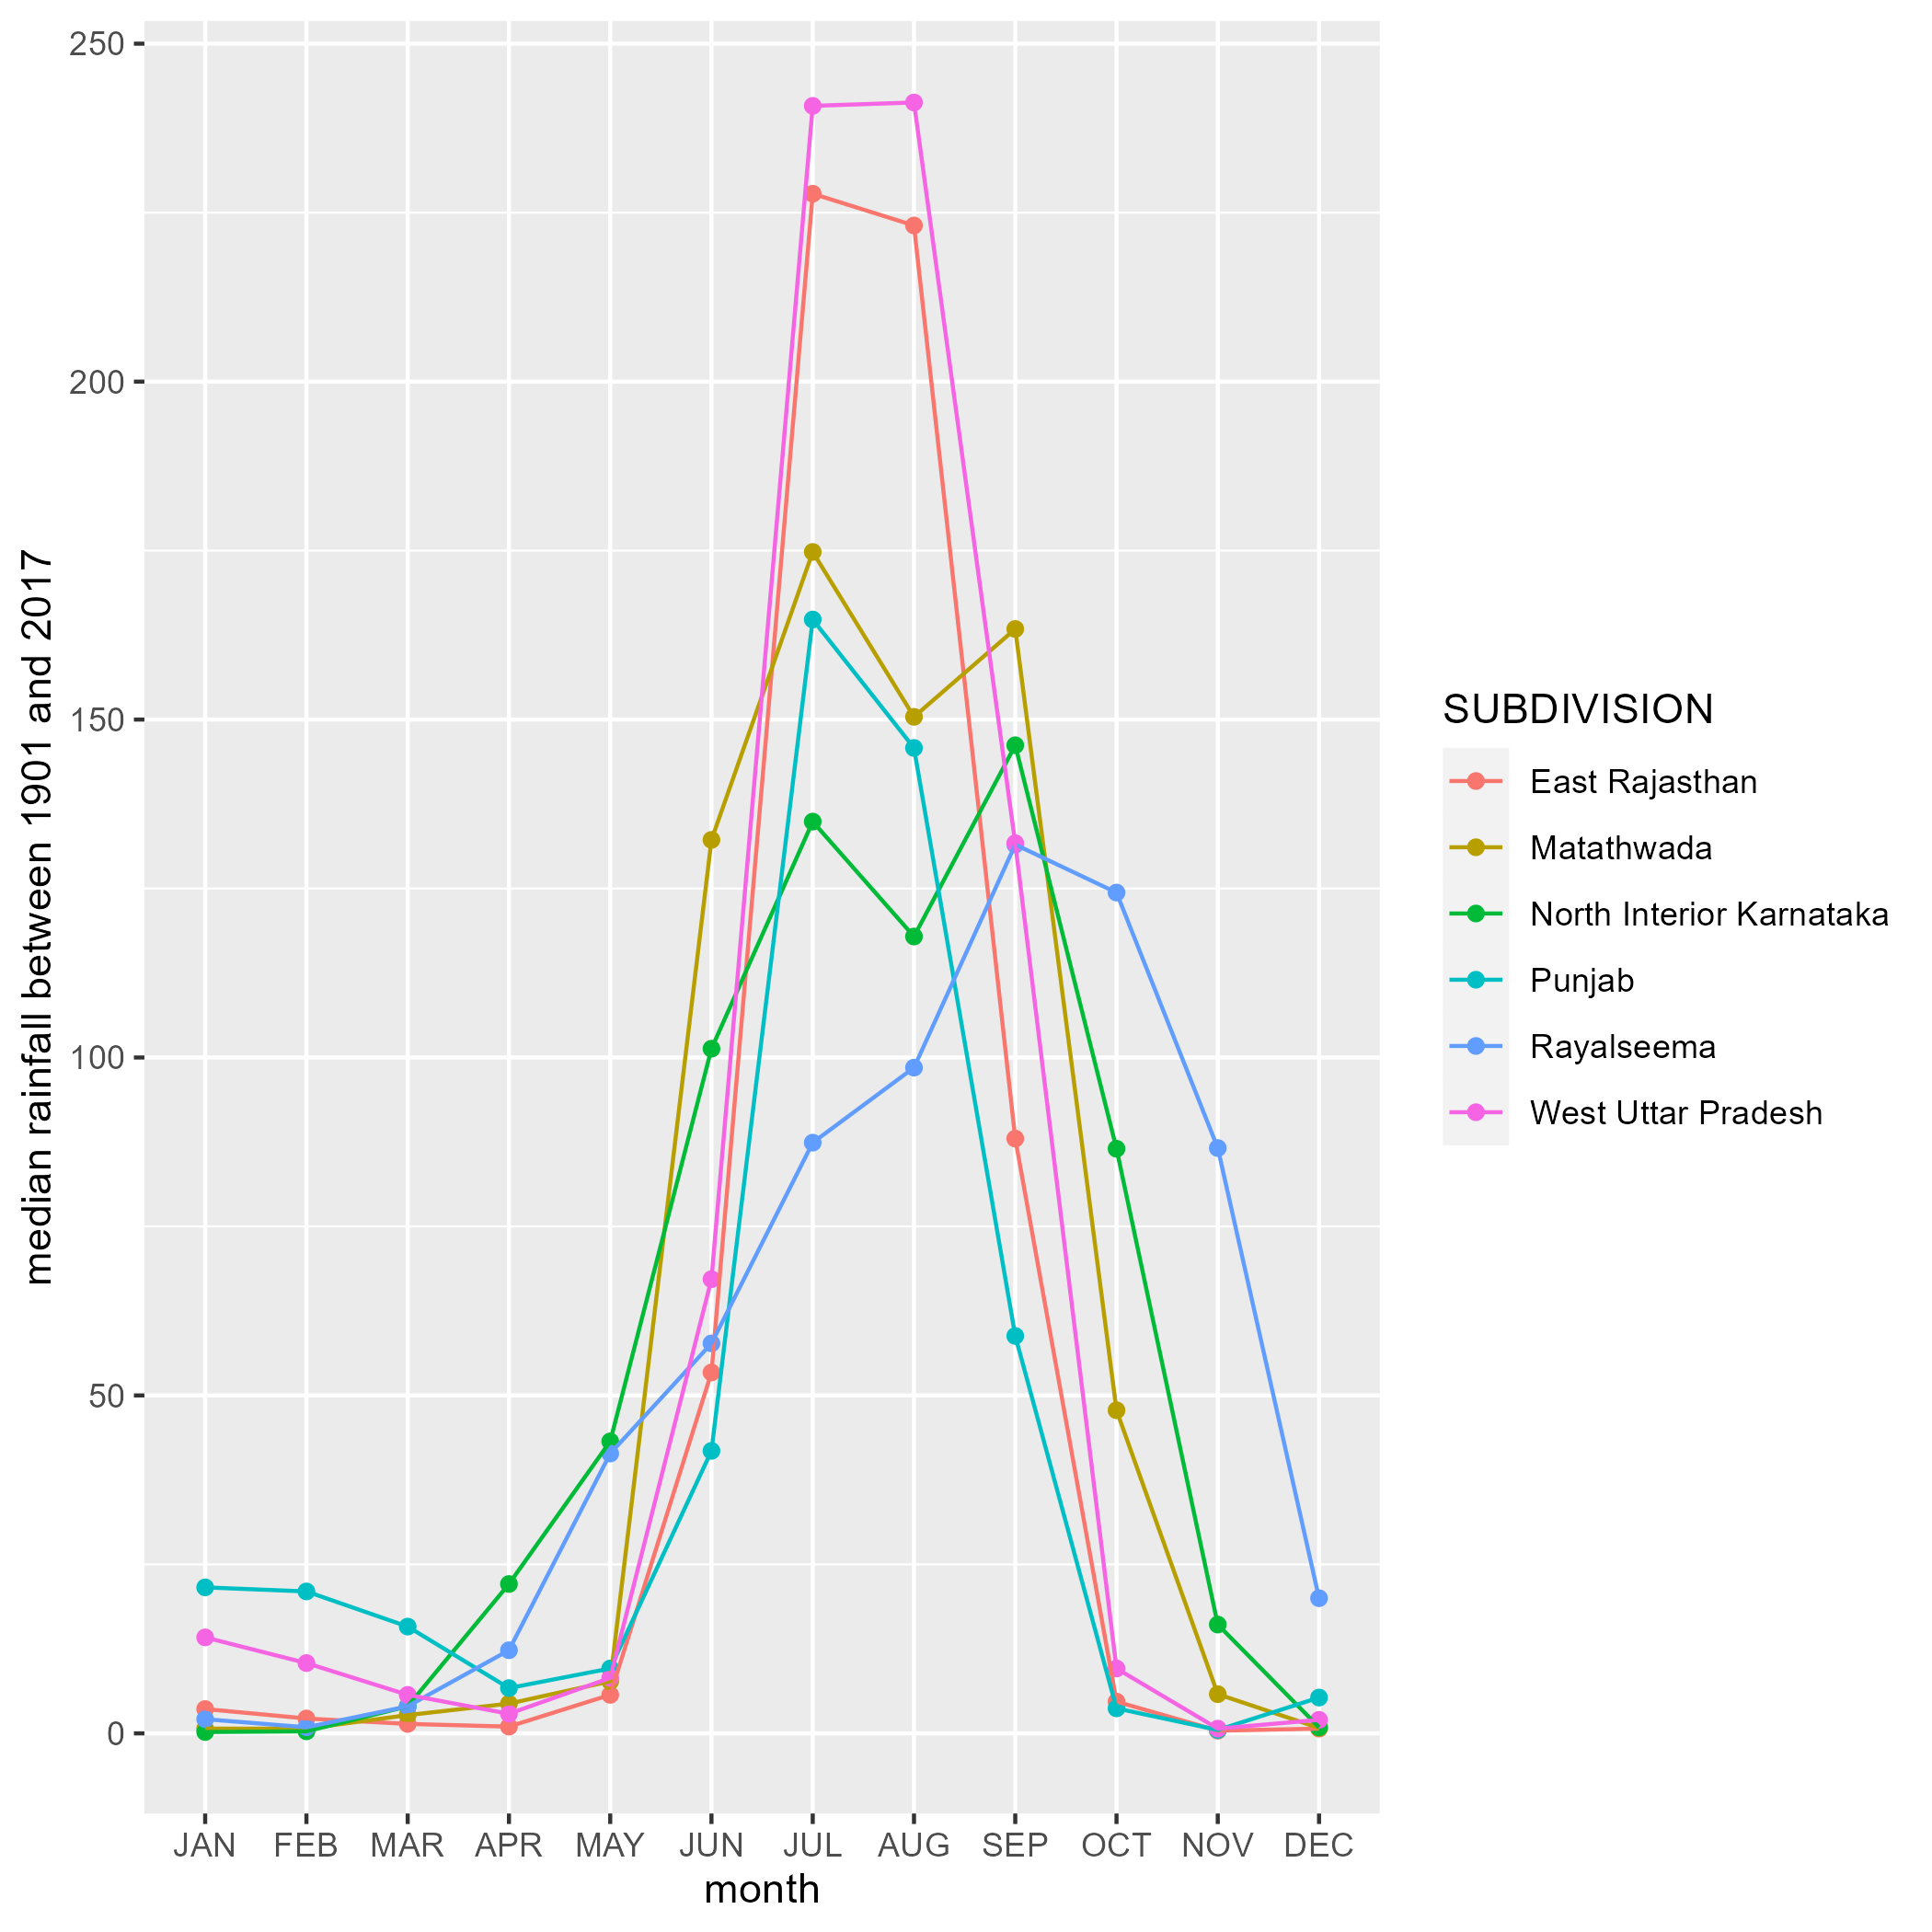 median rainfall between 1901 and 2017
250
200
150
100
50
0
JAN FEB MAR APR MAY JUN JUL AUG SEP OCT NOV DEC
month
SUBDIVISION
East Rajasthan
Matathwada
North Interior Karnataka
Punjab
Rayalseema
West Uttar Pradesh